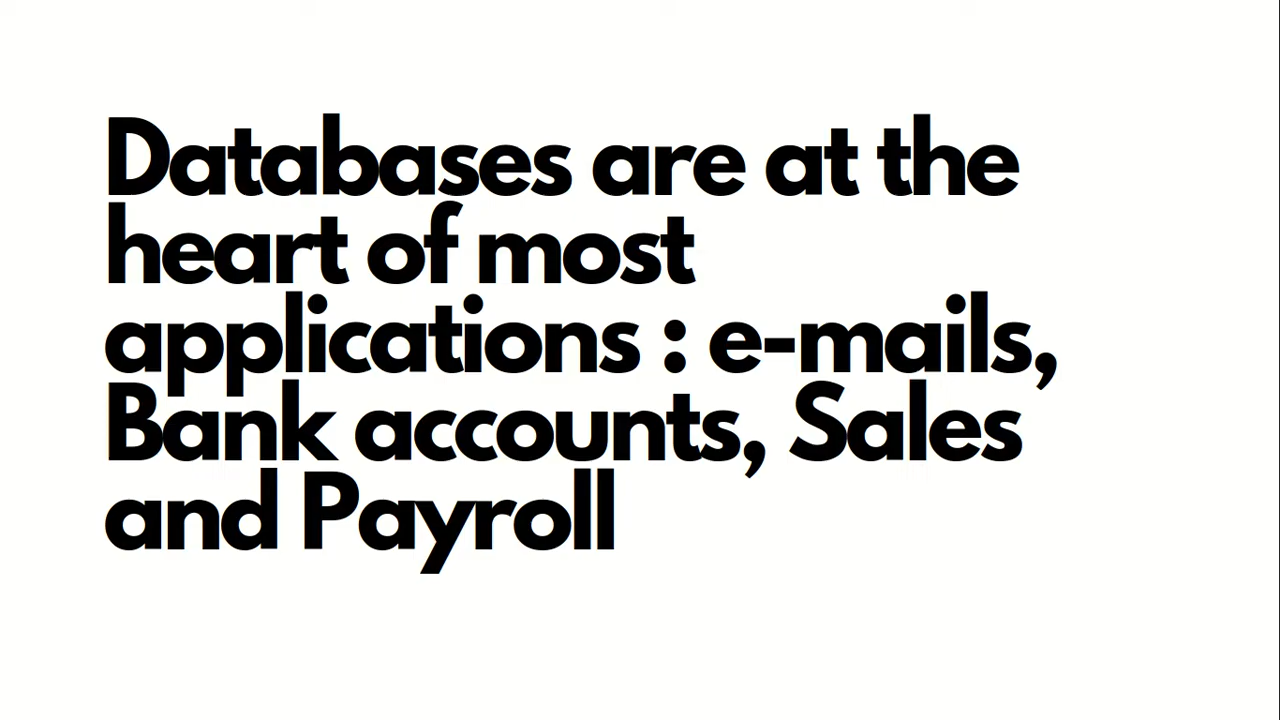 Databases are at the
heart of most
applications : e-mails,
Bank accounts, Sales
and Payroll